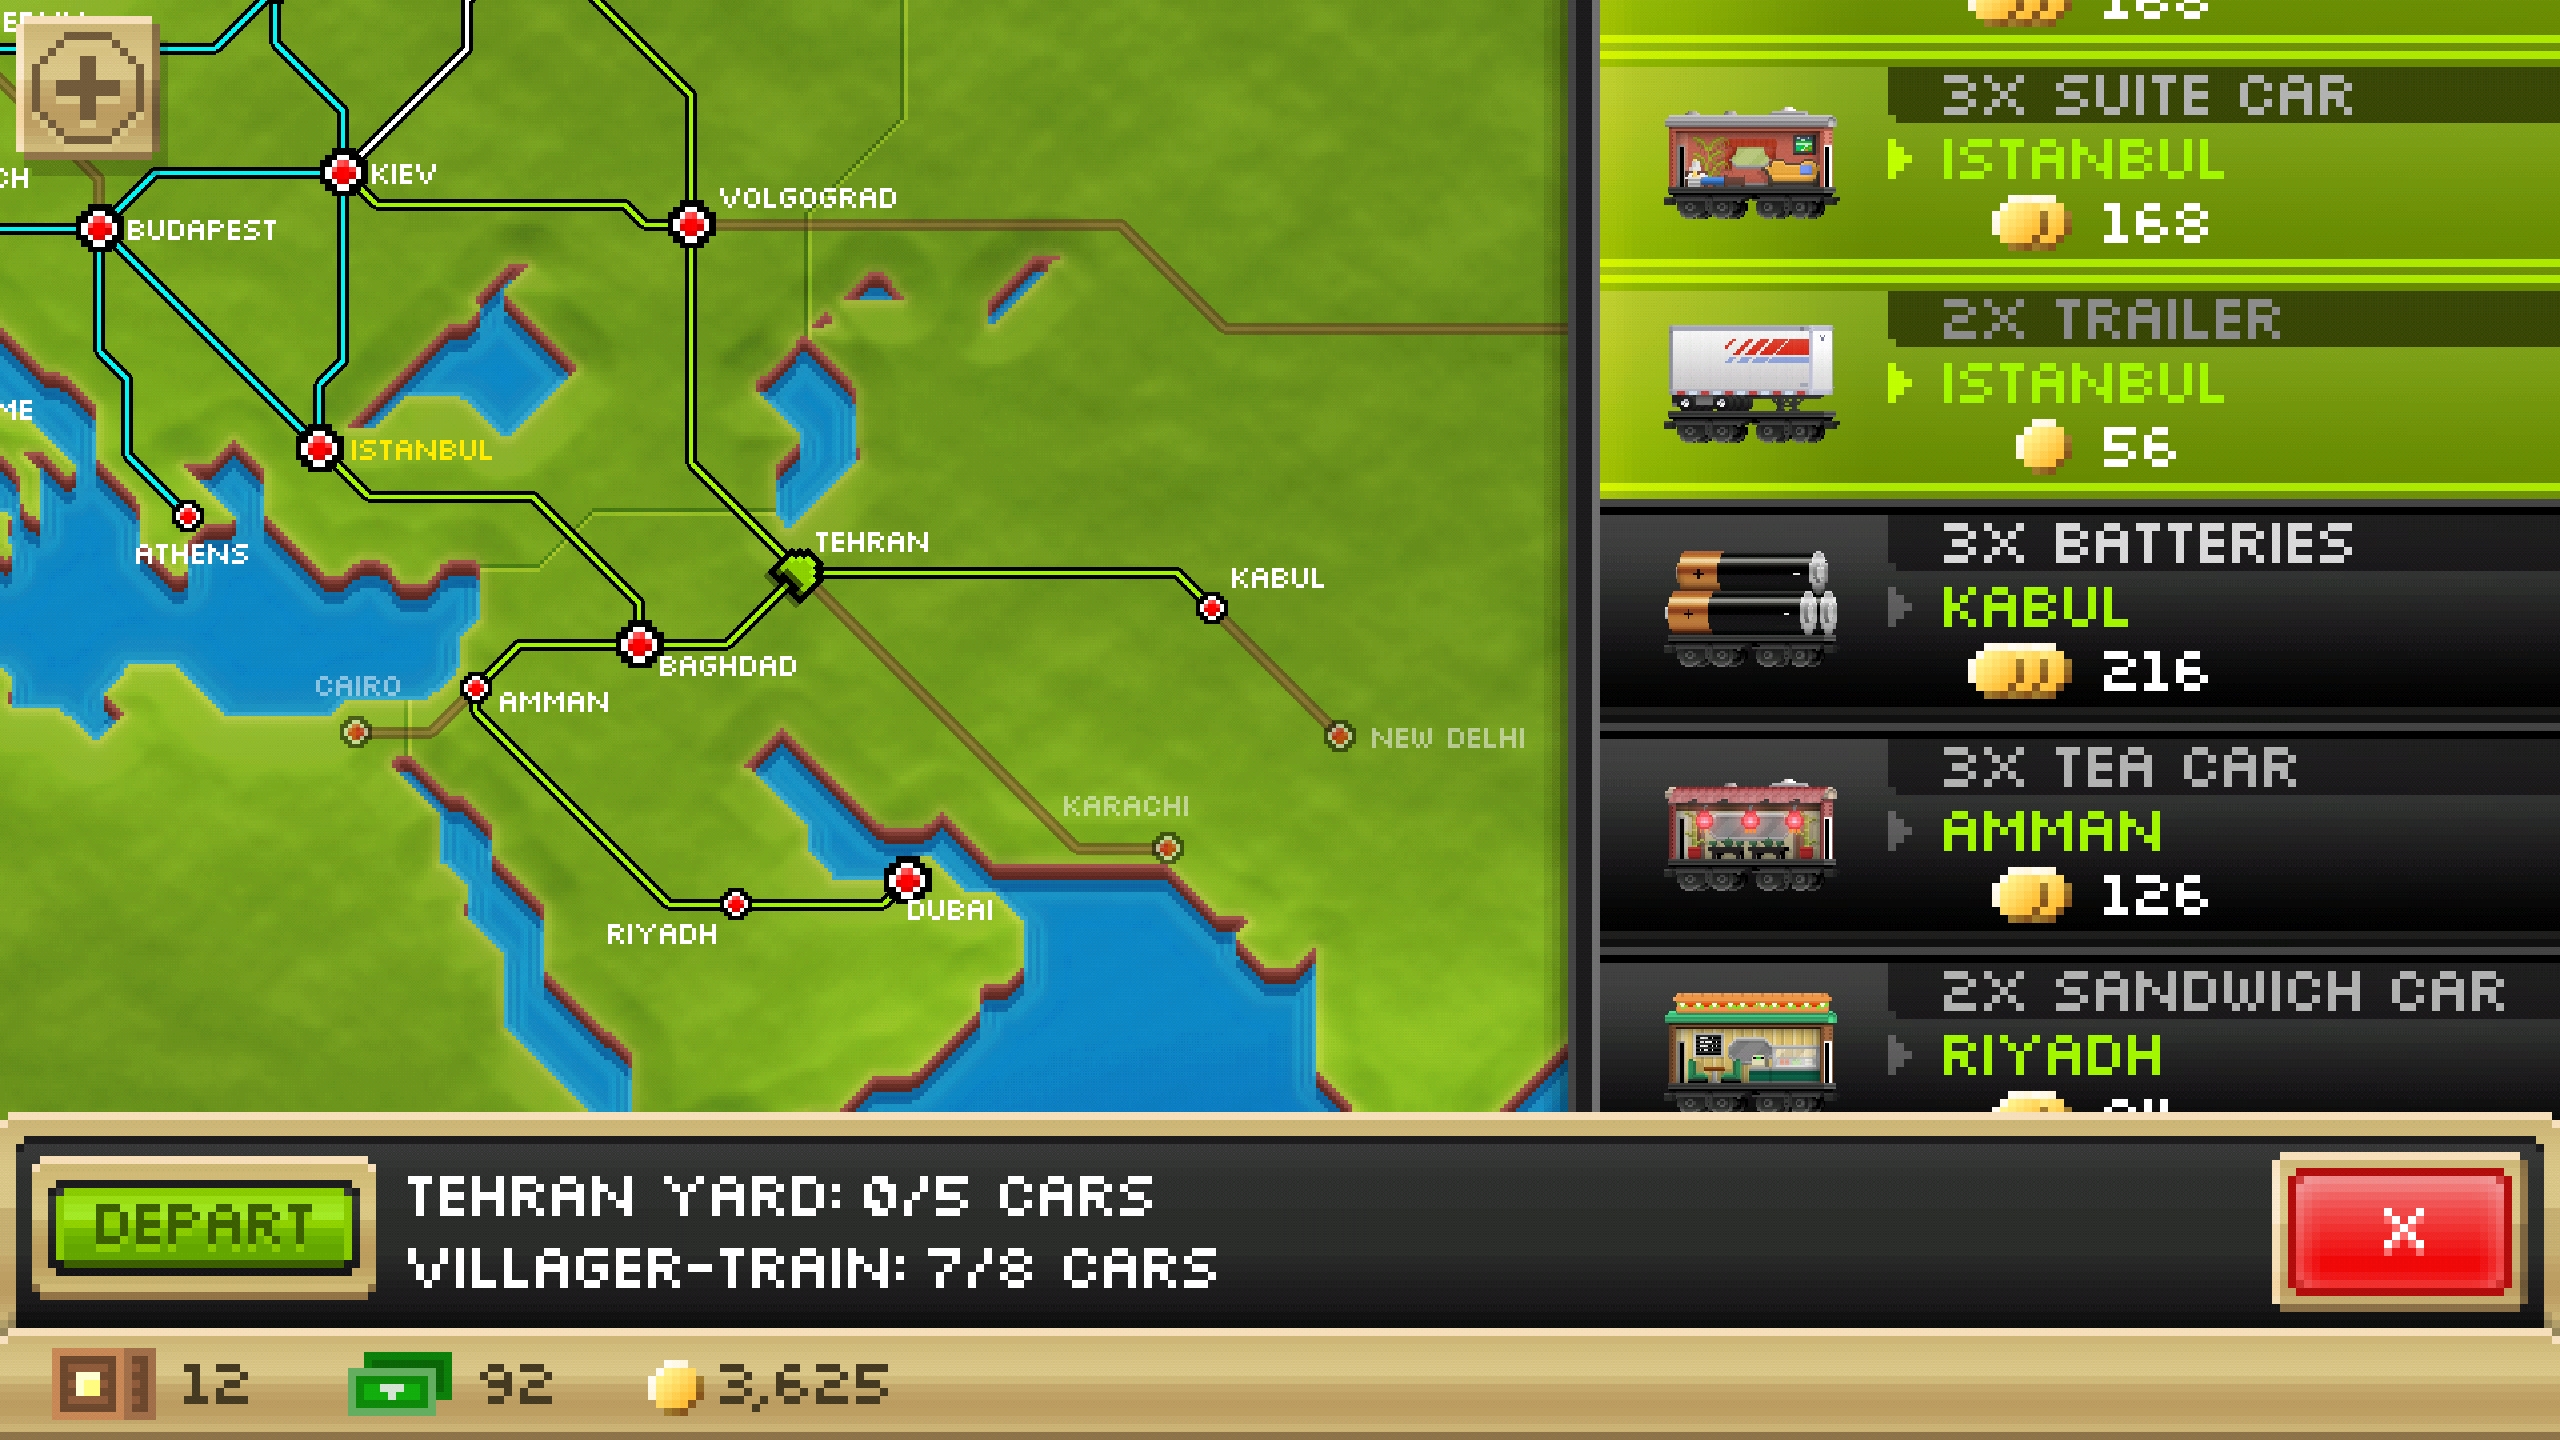 KIEV
VOLGOGRAD
BUDAPEST
ISTANBUL
ATHENS
TEHRAN
KABUL
BAGHDAD
CAIRO
AMMAN
NEW DELHI
KARACHI
DUBAI
RIYADH
168
3X SUITE CAR
ISTANBUL
168
2X TRAILER
ISTANBUL
56
3X BATTERIES
KABUL
216
3X TEA CAR
AMMAN
126
2X SANDWICH CAR
RIYADH
DEPART
TEHRAN YARD: 0/5 CARS
VILLAGER-TRAIN: 7/8 CARS
X
12
92
3,625